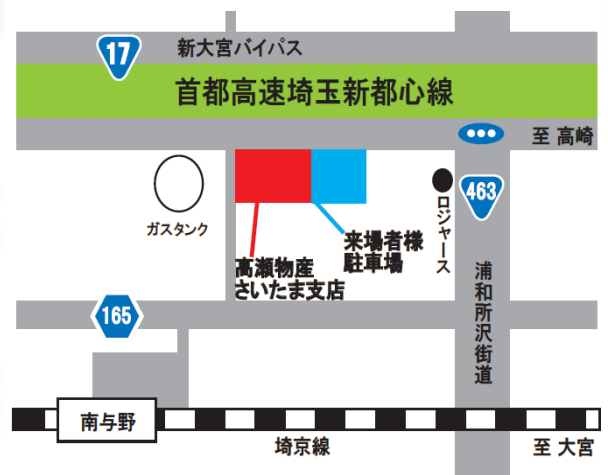 17
新大宮バイパス
首都高速埼玉新都心線
至 高崎
463
ガスタンク
ロジャース
来場者様
駐車場
高瀬物産
さいたま支店
浦和所沢街道
165
南与野
埼京線
至 大宮